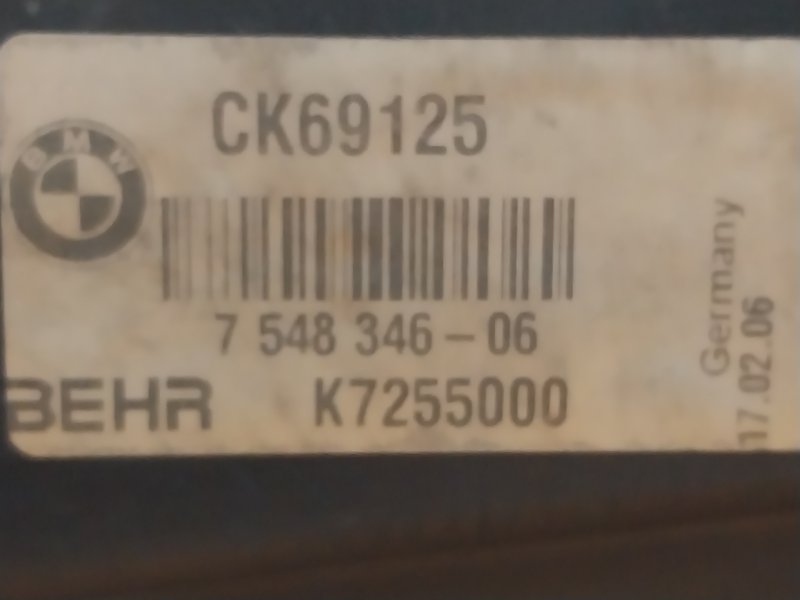 CK69125
BMW
7 548 346-06
BEHR K7255000
Germany
17.02.06